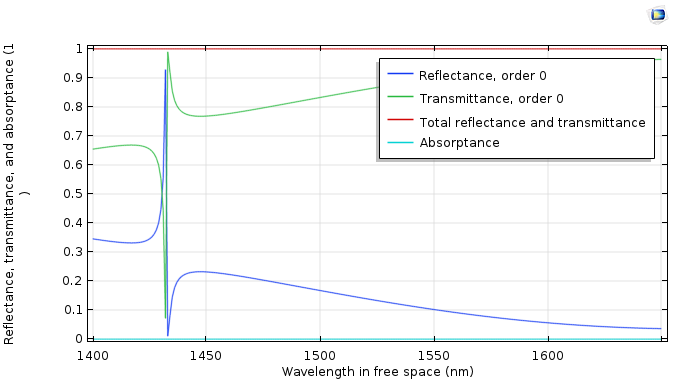 Reflectance, transmittance, and absorptance (1
)
1
0.9
0.8
0.7
0.6
0.5
0.4
0.3
0.2
0.1
0
Reflectance, order 0
Transmittance, order 0
Total reflectance and transmittance
Absorptance
1400 1450 1500 1550 1600
Wavelength in free space (nm)